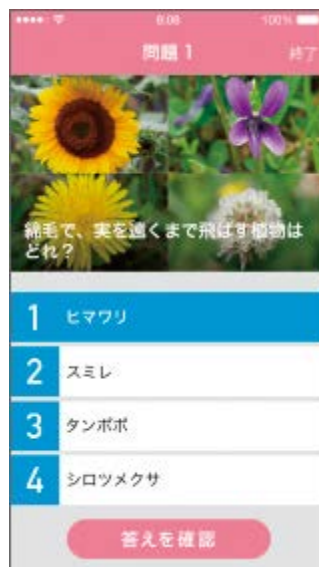 6:08
100%
問題 1
終了
綿毛で、実を遠くまで飛ばす植物は
どれ？
1 ヒマワリ
2 スミレ
3 タンポポ
4 シロツメクサ
答えを確認